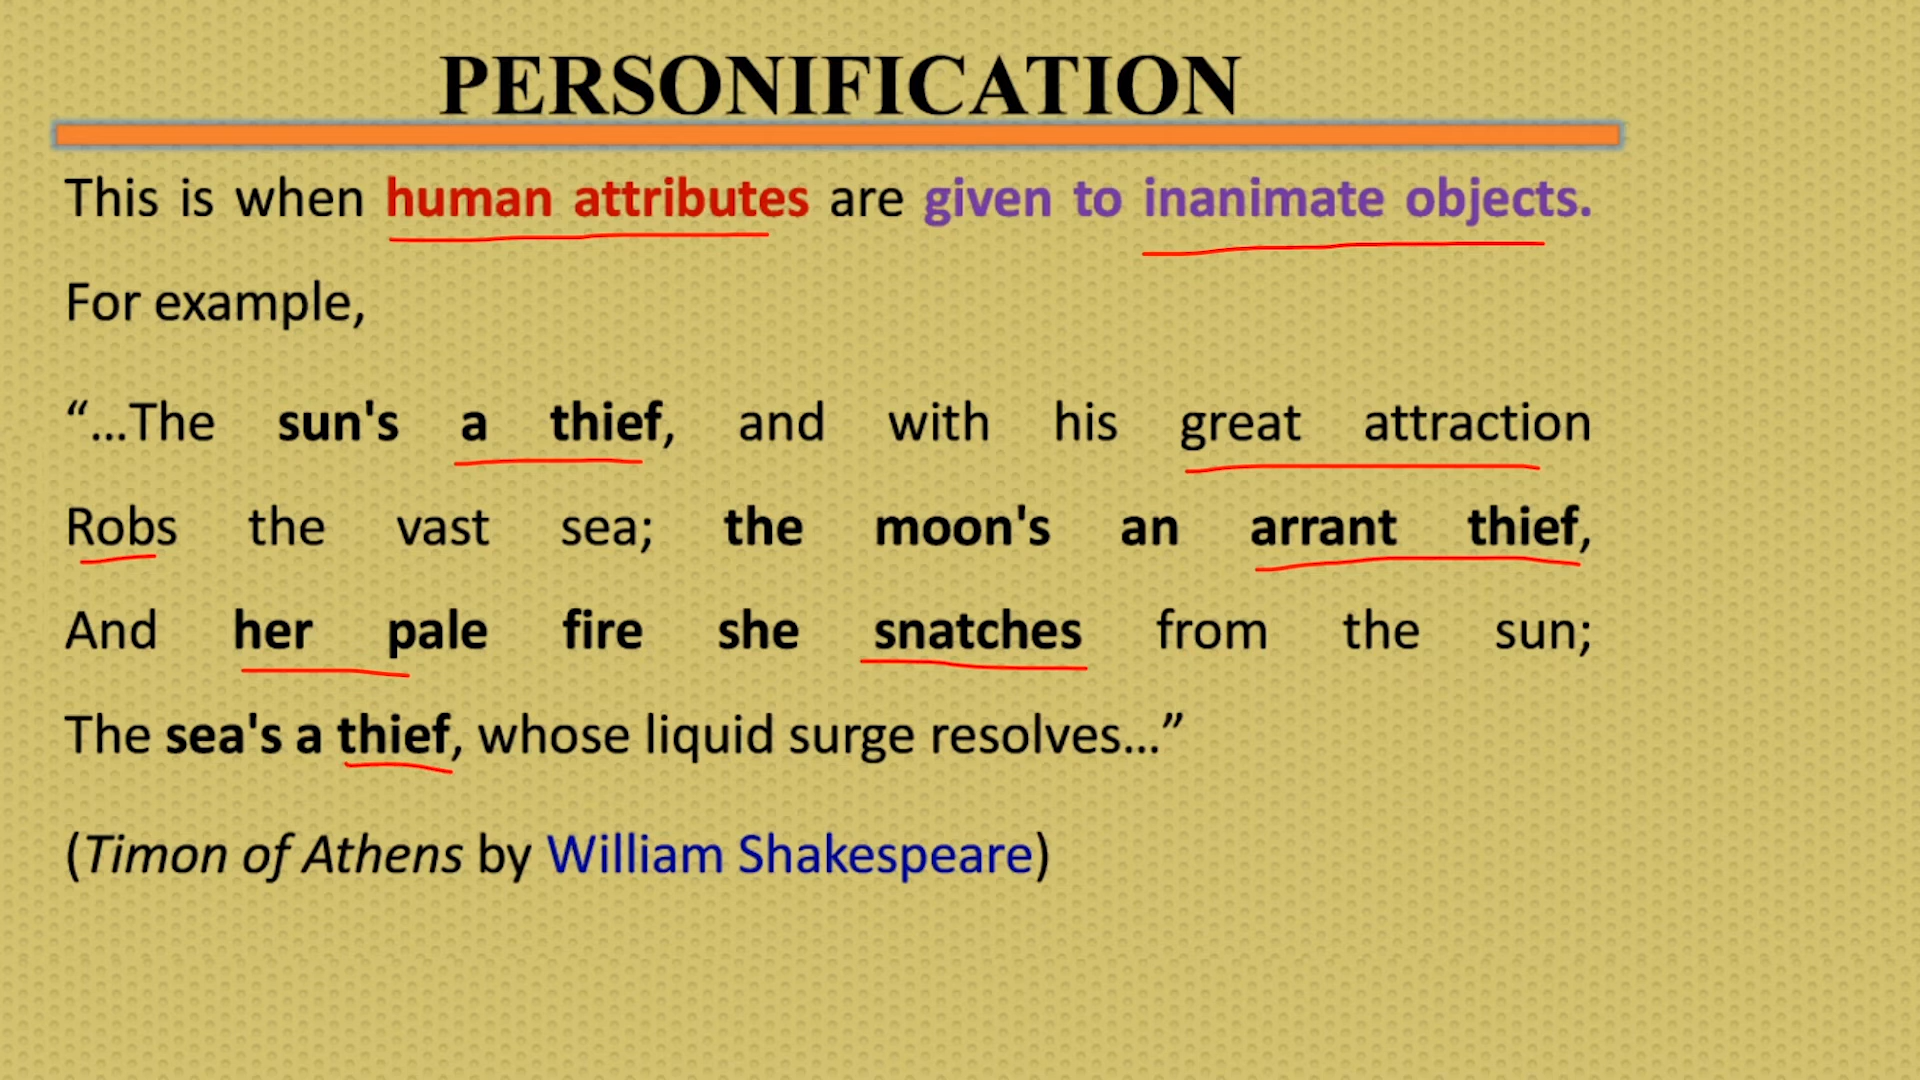 PERSONIFICATION
This is when human attributes are given to inanimate objects.
For example,
“...The sun's a thief, and with his great attraction
Robs the vast sea; the moon's an arrant thief,
And her pale fire she snatches from the sun;
The sea's a thief, whose liquid surge resolves...”
(Timon of Athens by William Shakespeare)